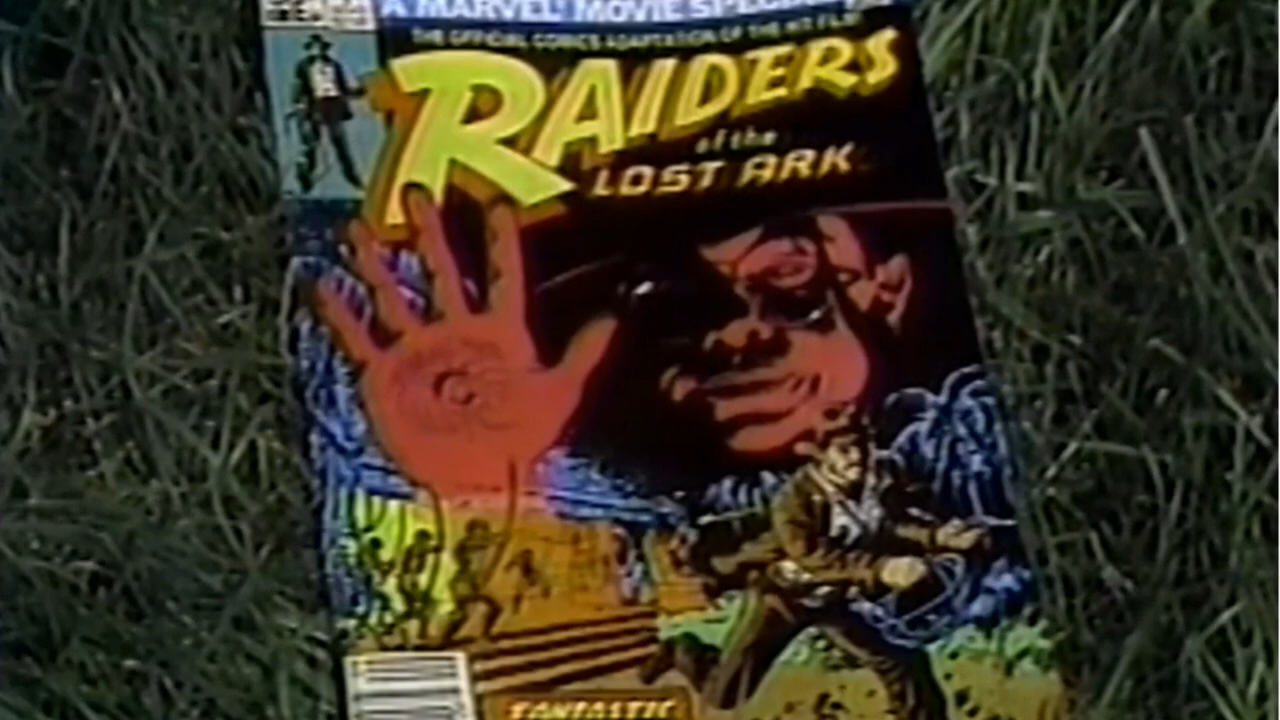 A MARVEL MOVIE SPECIAL
THE OFFICIAL COMICS ADAPTATION OF THE HIT FILM
RAIDERS
of the
LOST ARK
FANTASTIC